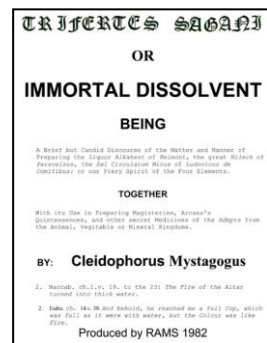 TRIFERTES SAGANI
OR
IMMORTAL DISSOLVENT
BEING
A Brief but Candid Discourse of the Matter and Manner of
Preparing the Liquor Alkahest of Helmont, the great Hilech of
Paracelsus, the Sal Circulatum Minus of Ludovicus de
Comitibus; or our Fiery Spirit of the Four Elements.
TOGETHER
With its Use in Preparing Magisteries, Arcana's
Quintessences, and other secret Medicines of the Adepts from
the Animal, Vegitable or Mineral Kingdoms.
BY: Cleidophorus Mystagogus
1. Maccab. ch.1.v. 19. to the 23: The Fire of the Altar
turned into thick water.
2. Esdra. ch. 14.v.39. And behold, he reached me a full Cup, which
was full as it were with water, but the Colour was like
Fire.
Produced by RAMS 1982